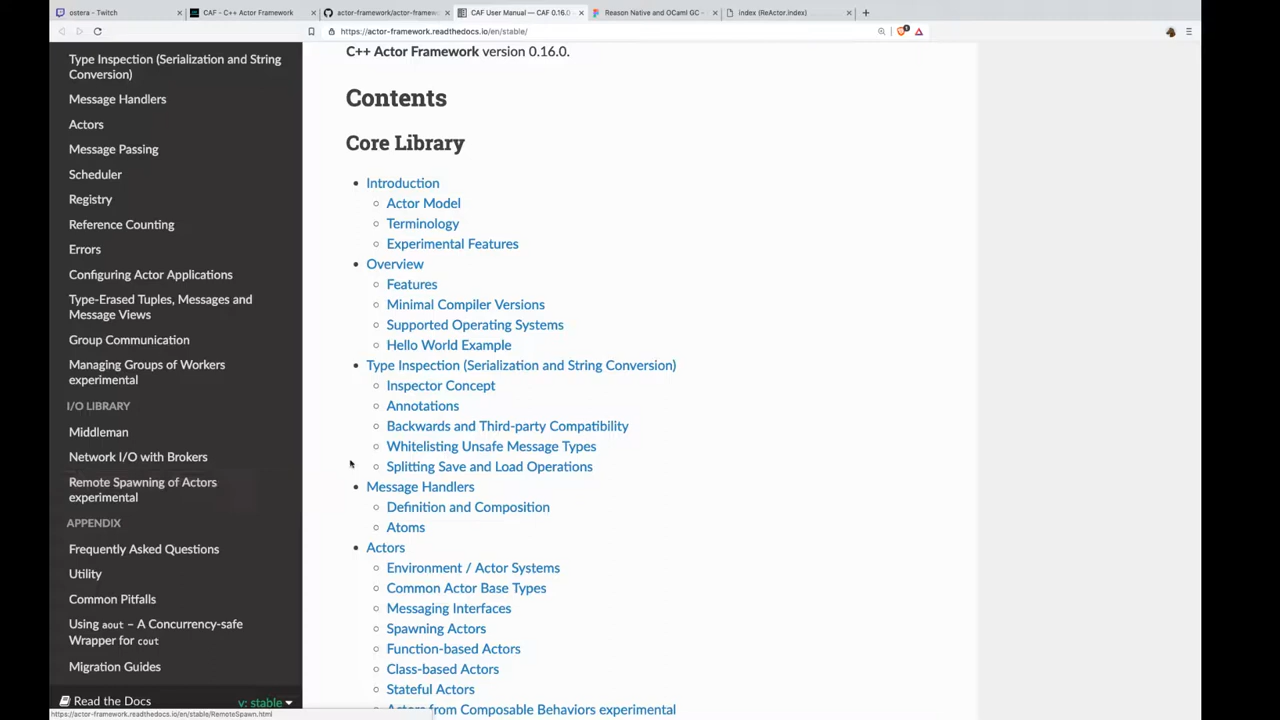 ostera - Twitch
CAF - C++ Actor Framework
actor-framework/actor-framew
CAF User Manual — CAF 0.16.0
Reason Native and OCaml GC -
index (ReActor.index)
https://actor-framework.readthedocs.io/en/stable/
Type Inspection (Serialization and String
Conversion)
Message Handlers
Actors
Message Passing
Scheduler
Registry
Reference Counting
Errors
Configuring Actor Applications
Type-Erased Tuples, Messages and
Message Views
Group Communication
Managing Groups of Workers
experimental
I/O LIBRARY
Middleman
Network I/O with Brokers
Remote Spawning of Actors
experimental
APPENDIX
Frequently Asked Questions
Utility
Common Pitfalls
Using aout – A Concurrency-safe
Wrapper for cout
Migration Guides
Read the Docs
v: stable
https://actor-framework.readthedocs.io/en/stable/RemoteSpawn.html
C++ Actor Framework version 0.16.0.
Contents
Core Library
Introduction
Actor Model
Terminology
Experimental Features
Overview
Features
Minimal Compiler Versions
Supported Operating Systems
Hello World Example
Type Inspection (Serialization and String Conversion)
Inspector Concept
Annotations
Backwards and Third-party Compatibility
Whitelisting Unsafe Message Types
Splitting Save and Load Operations
Message Handlers
Definition and Composition
Atoms
Actors
Environment / Actor Systems
Common Actor Base Types
Messaging Interfaces
Spawning Actors
Function-based Actors
Class-based Actors
Stateful Actors
Actors from Composable Behaviors experimental